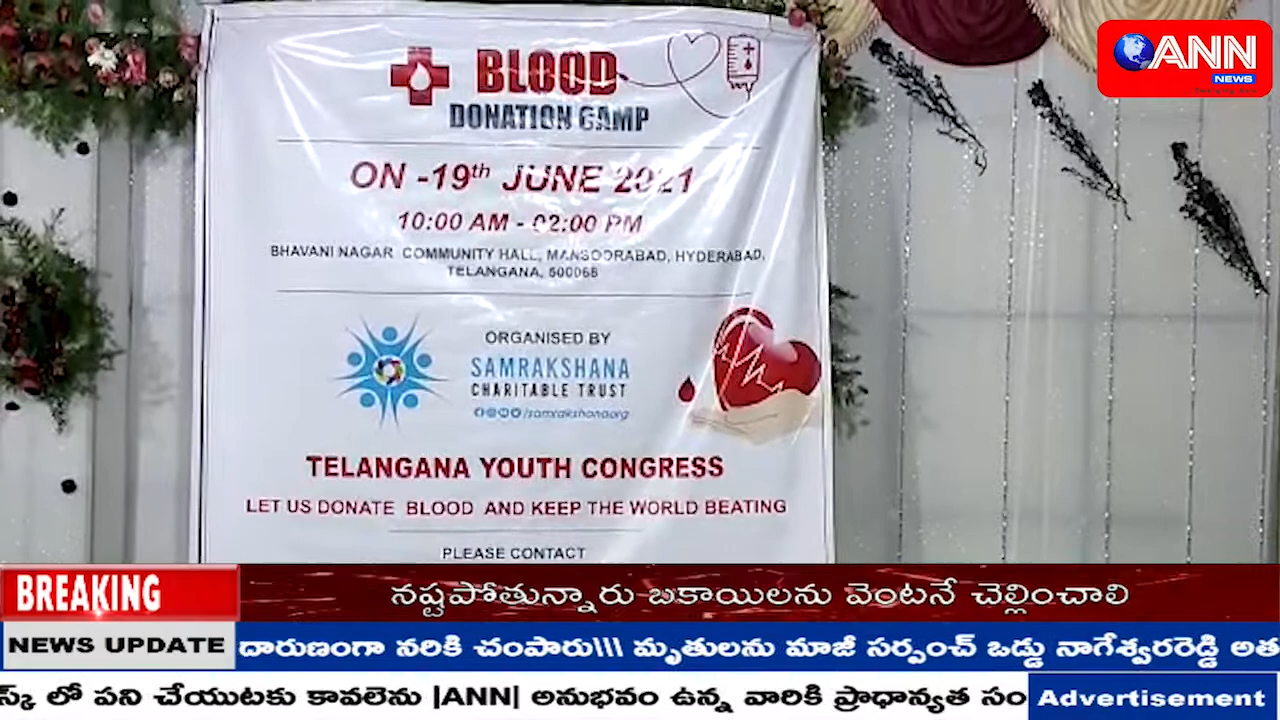 BLOOD
DONATION CAMP
ON -19th JUNE 2021
10:00 AM - 02:00 PM
BHAVANI NAGAR COMMUNITY HALL, MANSOORABAD, HYDERABAD,
TELANGANA, 500068
ORGANISED BY
SAMRAKSHANA
CHARITABLE TRUST
/samrakshanaorg
TELANGANA YOUTH CONGRESS
LET US DONATE BLOOD AND KEEP THE WORLD BEATING
PLEASE CONTACT
ANN
NEWS
BREAKING
నష్టపోతున్నారు బకాయిలను వెంటనే చెల్లించాలి
NEWS UPDATE
దారుణంగా నరికి చంపారు\\\ మృతులను మాజీ సర్పంచ్ ఒడ్డు నాగేశ్వరరెడ్డి అత
స్క్ లో పని చేయుటకు కావలెను |ANN| అనుభవం ఉన్న వారికి ప్రాధాన్యత సం
Advertisement